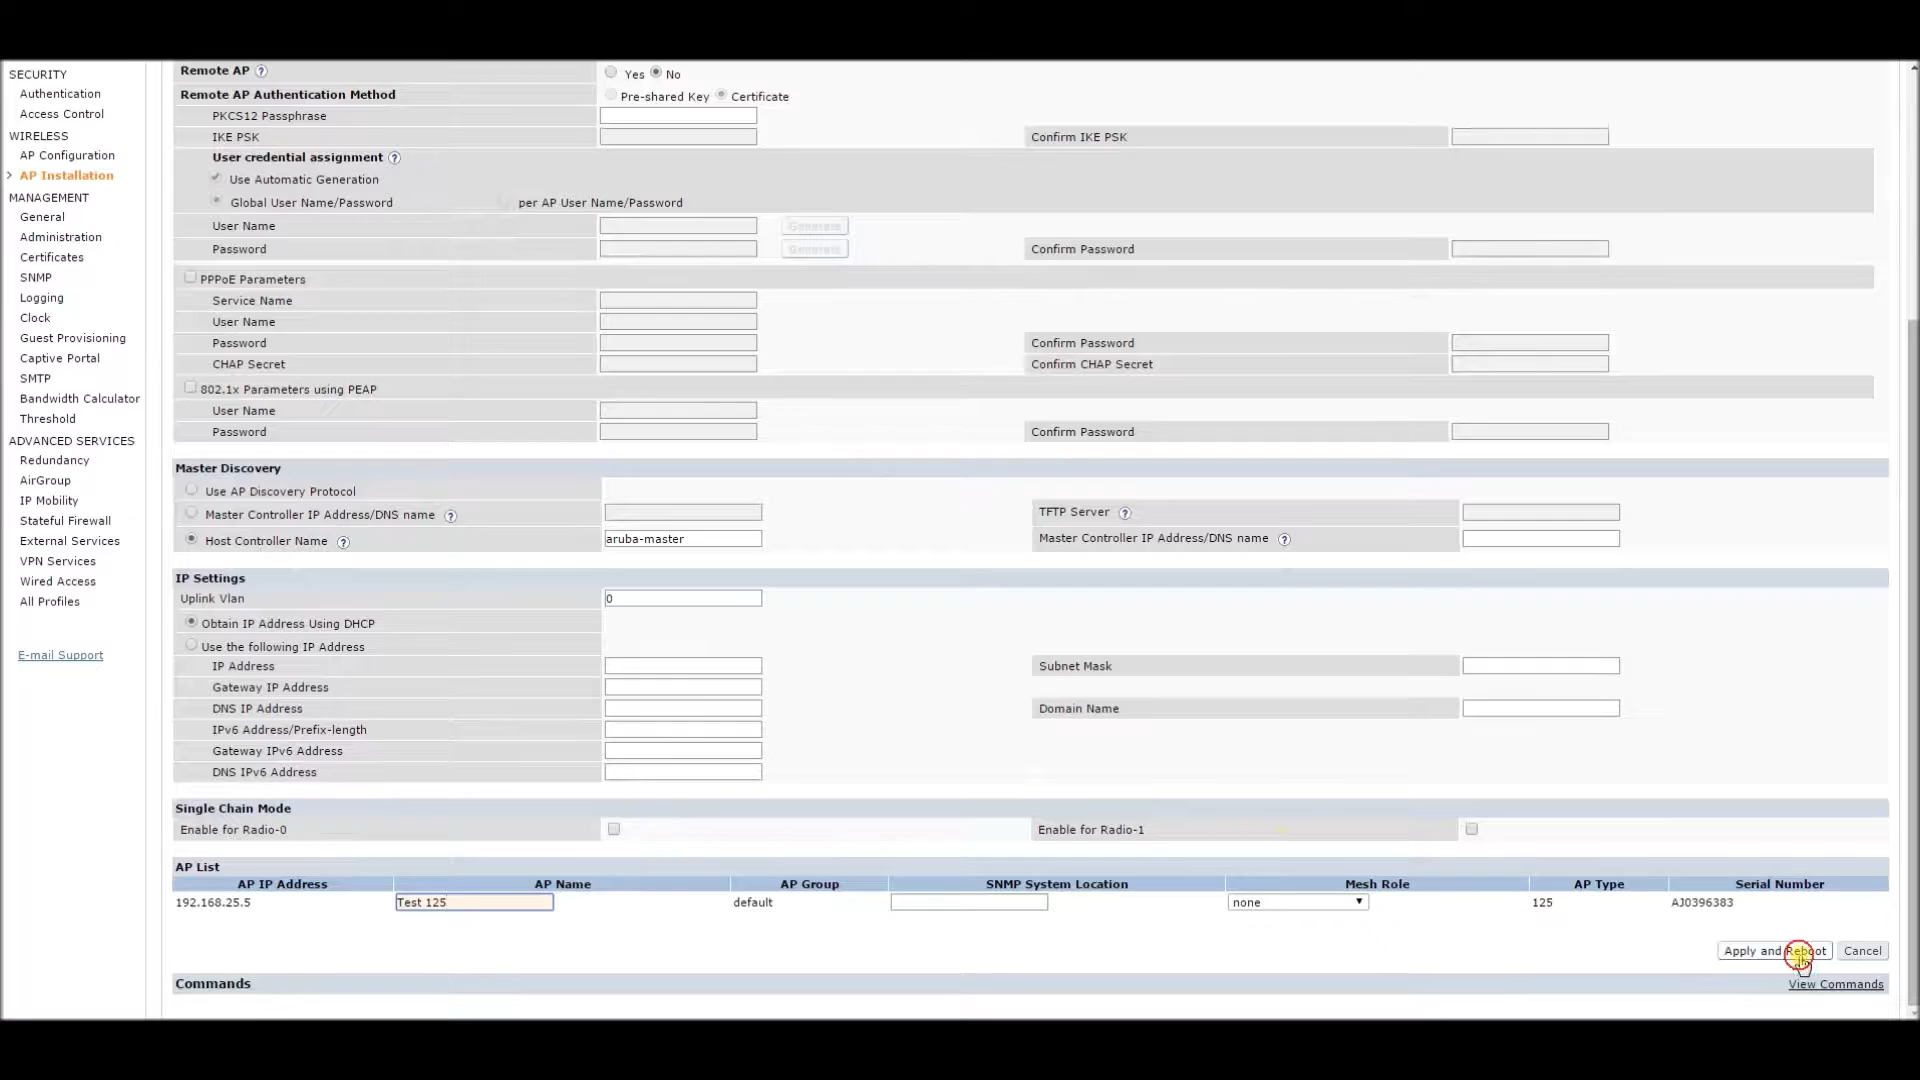 SECURITY
Authentication
Access Control
WIRELESS
AP Configuration
> AP Installation
MANAGEMENT
General
Administration
Certificates
SNMP
Logging
Clock
Guest Provisioning
Captive Portal
SMTP
Bandwidth Calculator
Threshold
ADVANCED SERVICES
Redundancy
AirGroup
IP Mobility
Stateful Firewall
External Services
VPN Services
Wired Access
All Profiles
E-mail Support
Remote AP ? Yes No
Remote AP Authentication Method Pre-shared Key Certificate
PKCS12 Passphrase
IKE PSK Confirm IKE PSK
User credential assignment ?
Use Automatic Generation
Global User Name/Password per AP User Name/Password
User Name Generate
Password Generate Confirm Password
PPPoE Parameters
Service Name
User Name
Password Confirm Password
CHAP Secret Confirm CHAP Secret
802.1x Parameters using PEAP
User Name
Password Confirm Password
Master Discovery
Use AP Discovery Protocol
Master Controller IP Address/DNS name ? TFTP Server ?
Host Controller Name ? aruba-master Master Controller IP Address/DNS name ?
IP Settings
Uplink Vlan 0
Obtain IP Address Using DHCP
Use the following IP Address
IP Address Subnet Mask
Gateway IP Address
DNS IP Address Domain Name
IPv6 Address/Prefix-length
Gateway IPv6 Address
DNS IPv6 Address
Single Chain Mode
Enable for Radio-0 Enable for Radio-1
AP List
AP IP Address AP Name AP Group SNMP System Location Mesh Role AP Type Serial Number
192.168.25.5 Test 125 default none 125 AJ0396383
Apply and Reboot Cancel
Commands View Commands